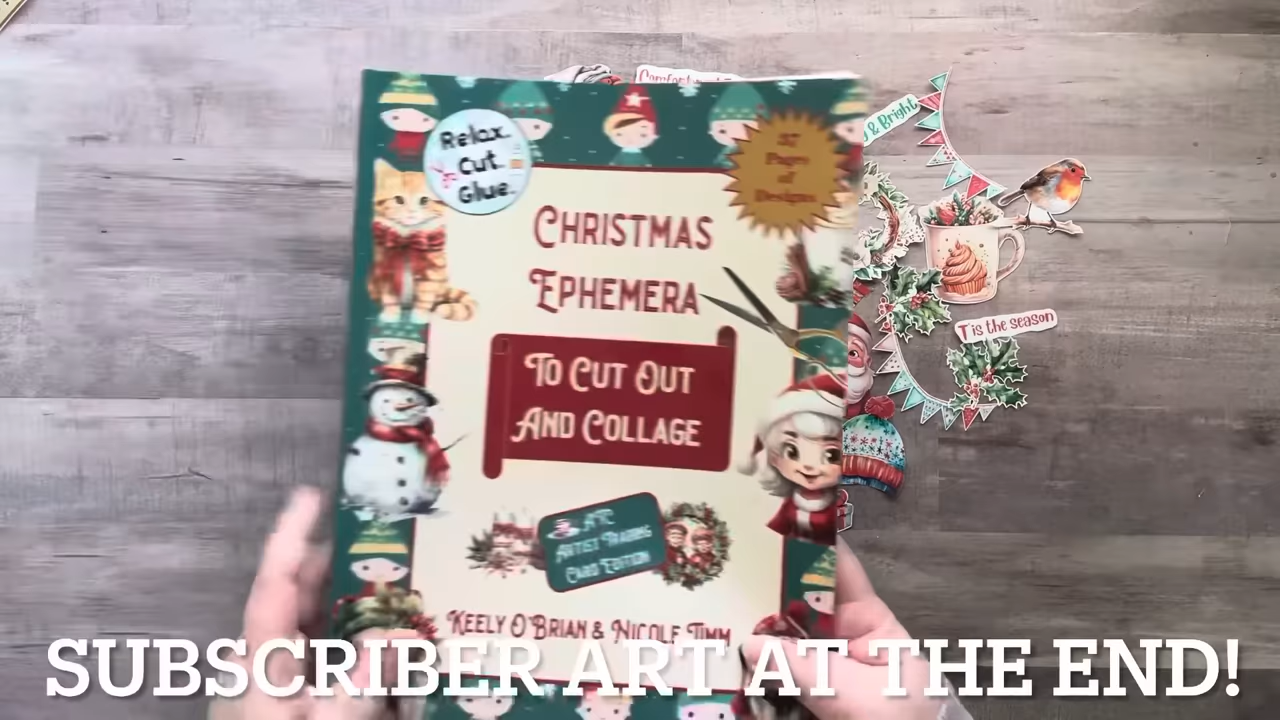 Relax.
Cut.
Glue.
37
Pages
of
Designs
CHRISTMAS
EPHEMERA
TO CUT OUT
AND COLLAGE
ATC
ARTIST TRADING
CARD EDITION
KEELY O'BRIAN & NICOLE TIMM
& Bright
T'is the season
SUBSCRIBER ART AT THE END!